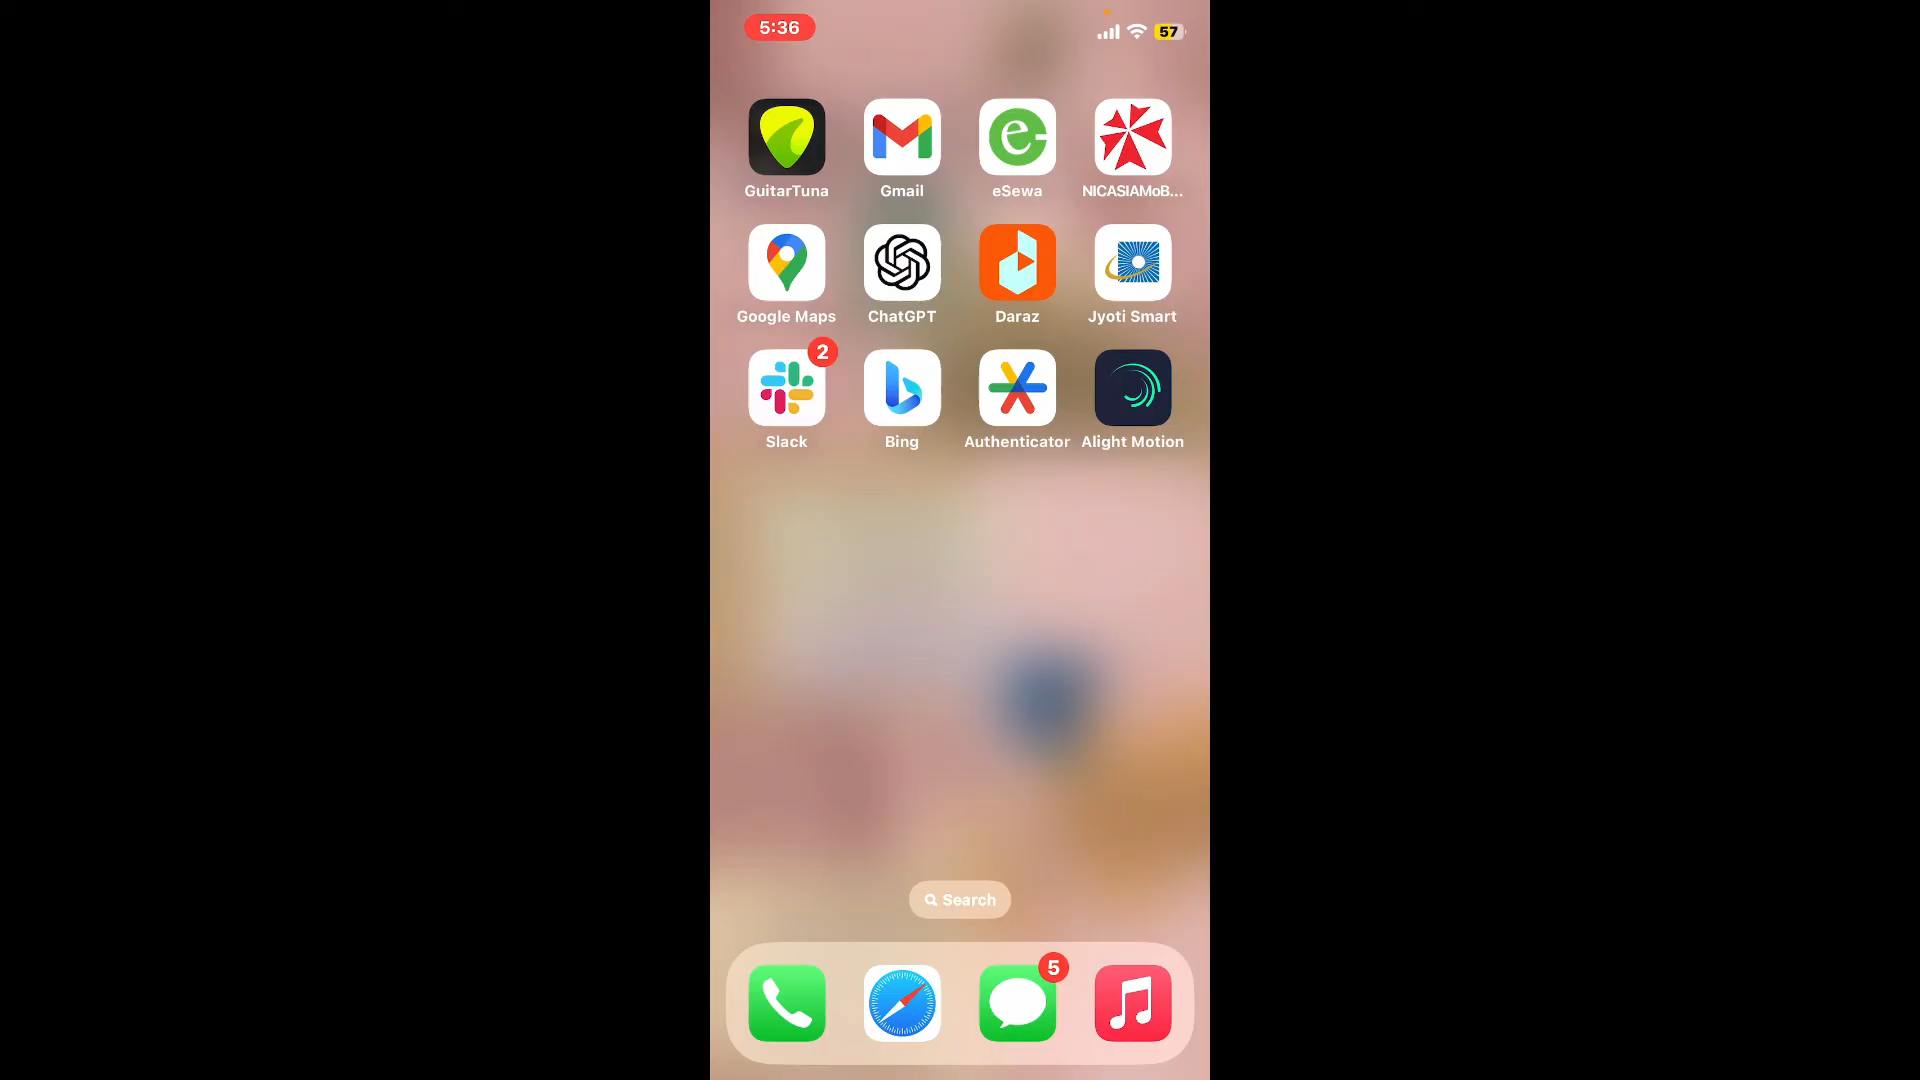 5:36
57
GuitarTuna Gmail eSewa NICASIAMoB...
Google Maps ChatGPT Daraz Jyoti Smart
2
Slack Bing Authenticator Alight Motion
Search
5